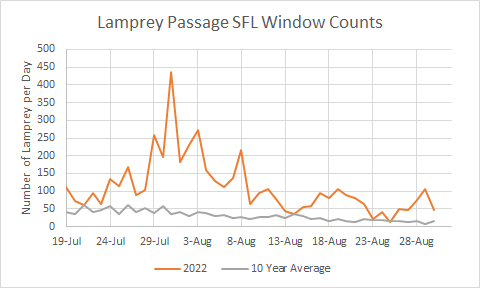 Lamprey Passage SFL Window Counts
Number of Lamprey per Day
500
450
400
350
300
250
200
150
100
50
0
19-Jul 24-Jul 29-Jul 3-Aug 8-Aug 13-Aug 18-Aug 23-Aug 28-Aug
2022 10 Year Average